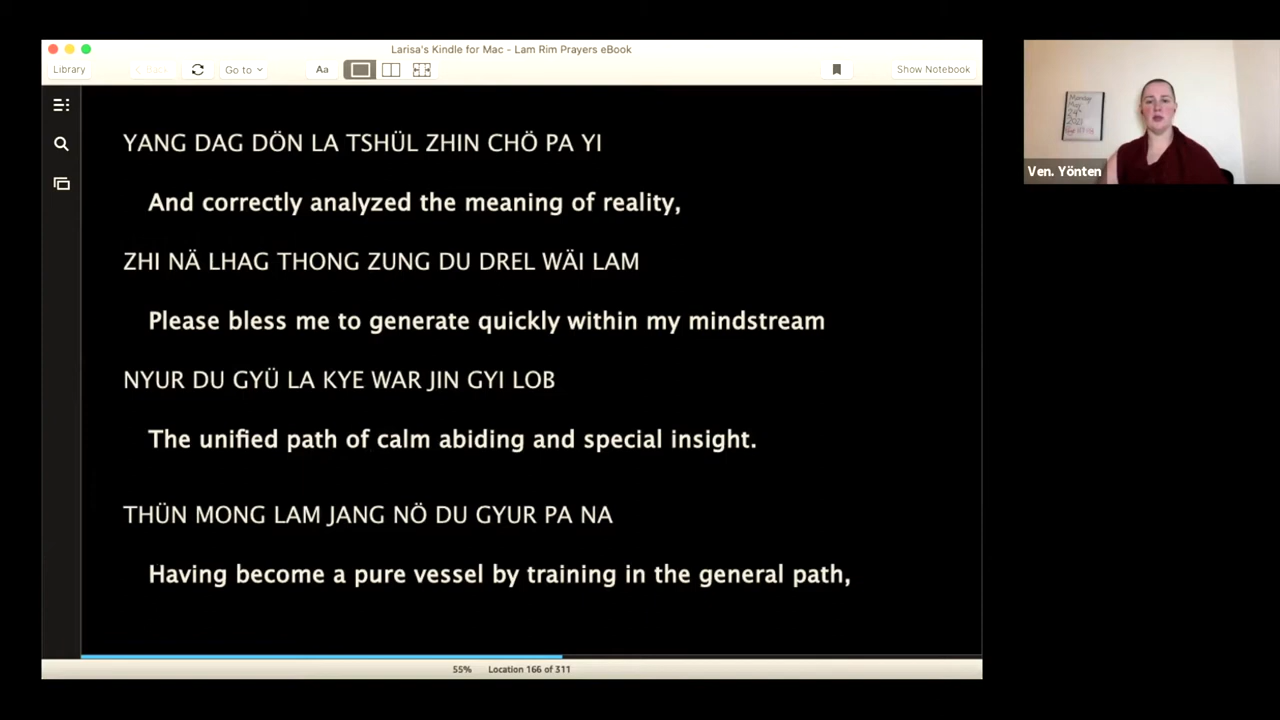 Larisa's Kindle for Mac - Lam Rim Prayers eBook
Library
Back
Go to
Aa
Show Notebook
YANG DAG DÖN LA TSHÜL ZHIN CHÖ PA YI
And correctly analyzed the meaning of reality,
ZHI NÄ LHAG THONG ZUNG DU DREL WÄI LAM
Please bless me to generate quickly within my mindstream
NYUR DU GYÜ LA KYE WAR JIN GYI LOB
The unified path of calm abiding and special insight.
THÜN MONG LAM JANG NÖ DU GYUR PA NA
Having become a pure vessel by training in the general path,
55% Location 166 of 311
Monday
24th
2021
Ven. Yönten